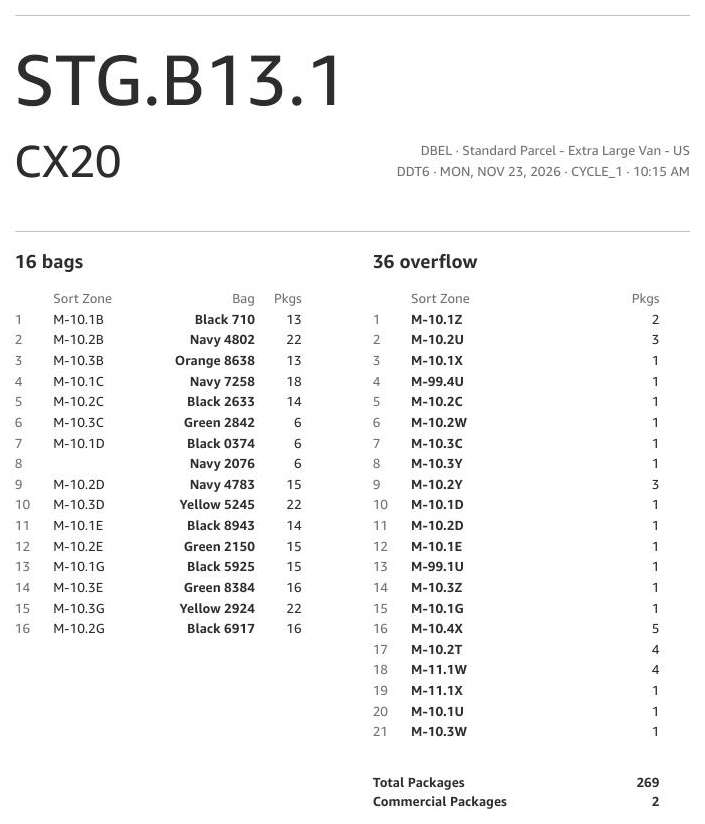 STG.B13.1
CX20
DBEL · Standard Parcel - Extra Large Van - US
DDT6 · MON, NOV 23, 2026 · CYCLE_1 · 10:15 AM
16 bags
Sort Zone Bag Pkgs
1 M-10.1B Black 710 13
2 M-10.2B Navy 4802 22
3 M-10.3B Orange 8638 13
4 M-10.1C Navy 7258 18
5 M-10.2C Black 2633 14
6 M-10.3C Green 2842 6
7 M-10.1D Black 0374 6
8 Navy 2076 6
9 M-10.2D Navy 4783 15
10 M-10.3D Yellow 5245 22
11 M-10.1E Black 8943 14
12 M-10.2E Green 2150 15
13 M-10.1G Black 5925 15
14 M-10.3E Green 8384 16
15 M-10.3G Yellow 2924 22
16 M-10.2G Black 6917 16
36 overflow
Sort Zone Pkgs
1 M-10.1Z 2
2 M-10.2U 3
3 M-10.1X 1
4 M-99.4U 1
5 M-10.2C 1
6 M-10.2W 1
7 M-10.3C 1
8 M-10.3Y 1
9 M-10.2Y 3
10 M-10.1D 1
11 M-10.2D 1
12 M-10.1E 1
13 M-99.1U 1
14 M-10.3Z 1
15 M-10.1G 1
16 M-10.4X 5
17 M-10.2T 4
18 M-11.1W 4
19 M-11.1X 1
20 M-10.1U 1
21 M-10.3W 1
Total Packages 269
Commercial Packages 2